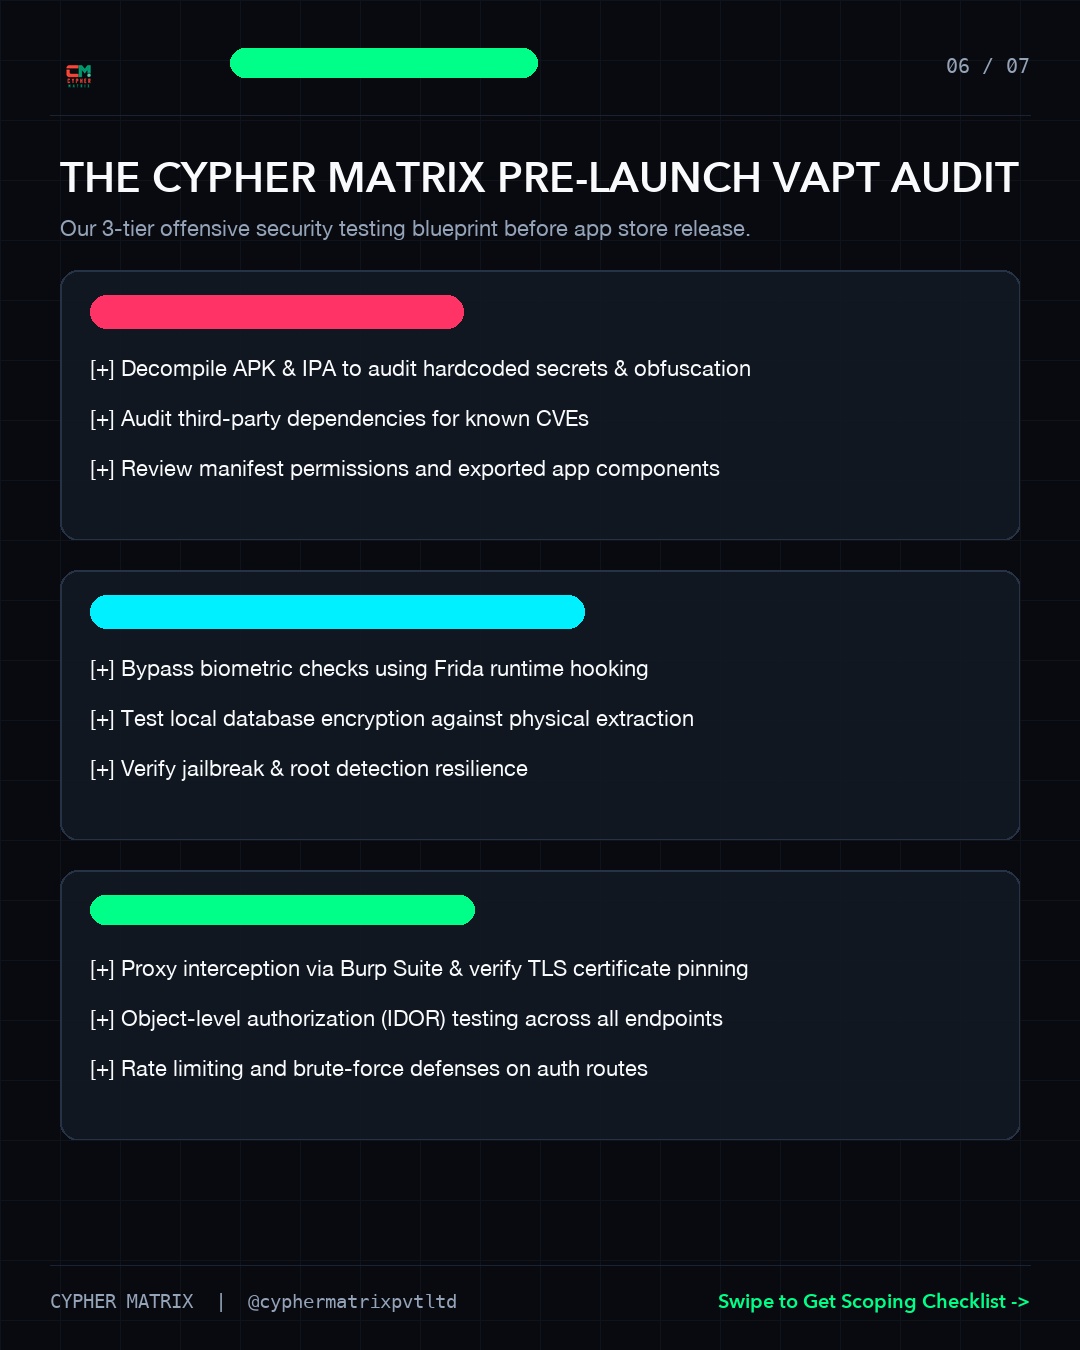 CM
CYPHER
MATRIX
06 / 07
THE CYPHER MATRIX PRE-LAUNCH VAPT AUDIT
Our 3-tier offensive security testing blueprint before app store release.
[+] Decompile APK & IPA to audit hardcoded secrets & obfuscation
[+] Audit third-party dependencies for known CVEs
[+] Review manifest permissions and exported app components
[+] Bypass biometric checks using Frida runtime hooking
[+] Test local database encryption against physical extraction
[+] Verify jailbreak & root detection resilience
[+] Proxy interception via Burp Suite & verify TLS certificate pinning
[+] Object-level authorization (IDOR) testing across all endpoints
[+] Rate limiting and brute-force defenses on auth routes
CYPHER MATRIX | @cyphermatrixpvtltd
Swipe to Get Scoping Checklist ->